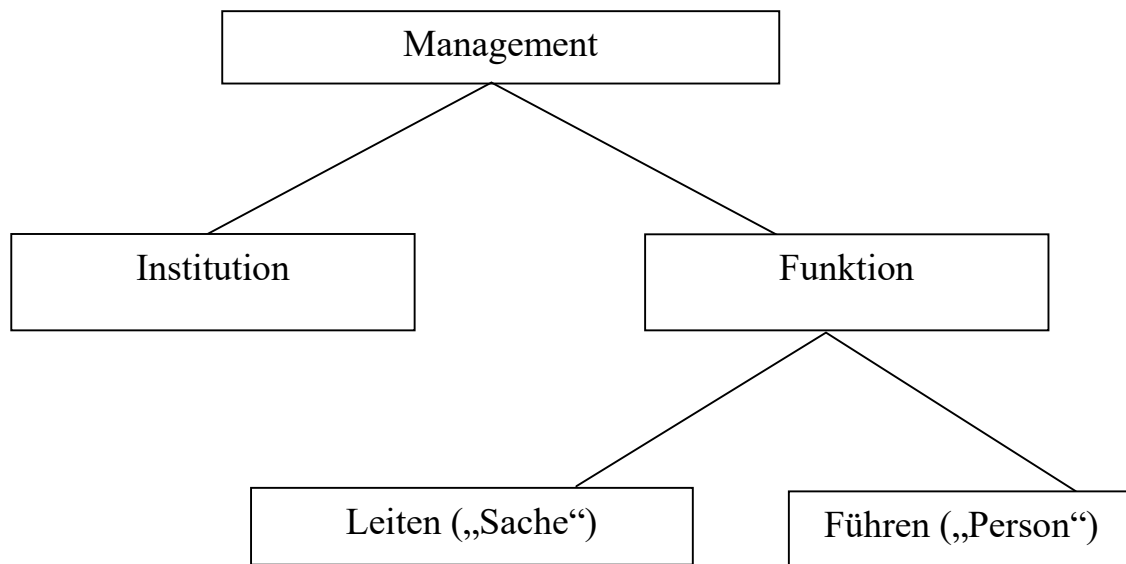 Management
Institution
Funktion
Leiten („Sache“)
Führen („Person“)